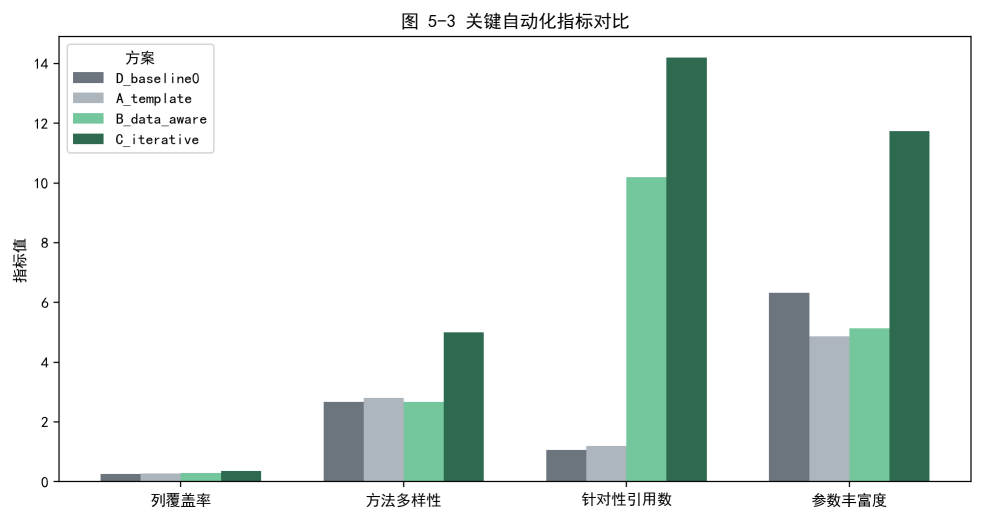 图 5-3 关键自动化指标对比
方案
D_baseline0
A_template
B_data_aware
C_iterative
指标值
14
12
10
8
6
4
2
0
列覆盖率 方法多样性 针对性引用数 参数丰富度